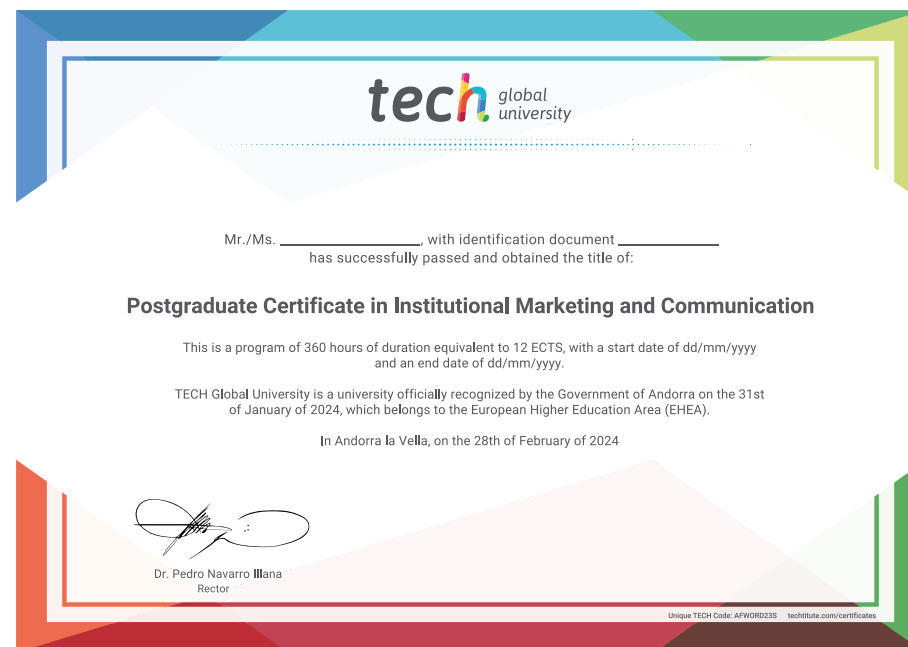 tech global
university
Mr./Ms. ____________, with identification document ____________
has successfully passed and obtained the title of:
Postgraduate Certificate in Institutional Marketing and Communication
This is a program of 360 hours of duration equivalent to 12 ECTS, with a start date of dd/mm/yyyy
and an end date of dd/mm/yyyy.
TECH Global University is a university officially recognized by the Government of Andorra on the 31st
of January of 2024, which belongs to the European Higher Education Area (EHEA).
In Andorra la Vella, on the 28th of February of 2024
Dr. Pedro Navarro Illana
Rector
Unique TECH Code: AFWORD23S techtitute.com/certificates